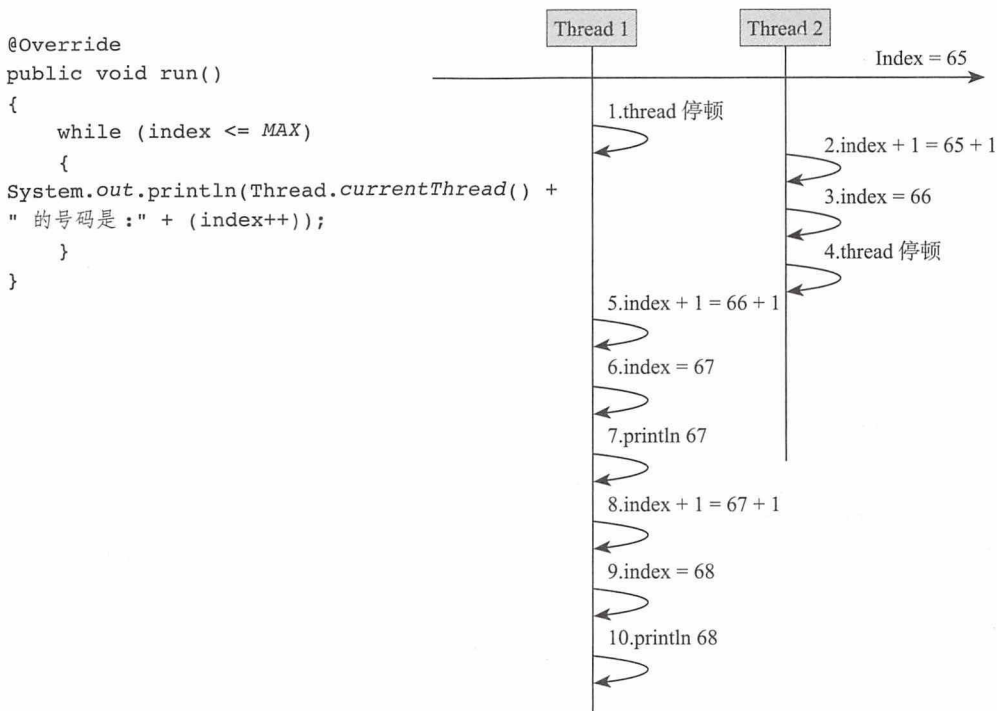 @Override
public void run()
{
while (index <= MAX)
{
System.out.println(Thread.currentThread() +
" 的号码是 :" + (index++));
}
}
Thread 1
Thread 2
Index = 65
1.thread 停顿
2.index + 1 = 65 + 1
3.index = 66
4.thread 停顿
5.index + 1 = 66 + 1
6.index = 67
7.println 67
8.index + 1 = 67 + 1
9.index = 68
10.println 68